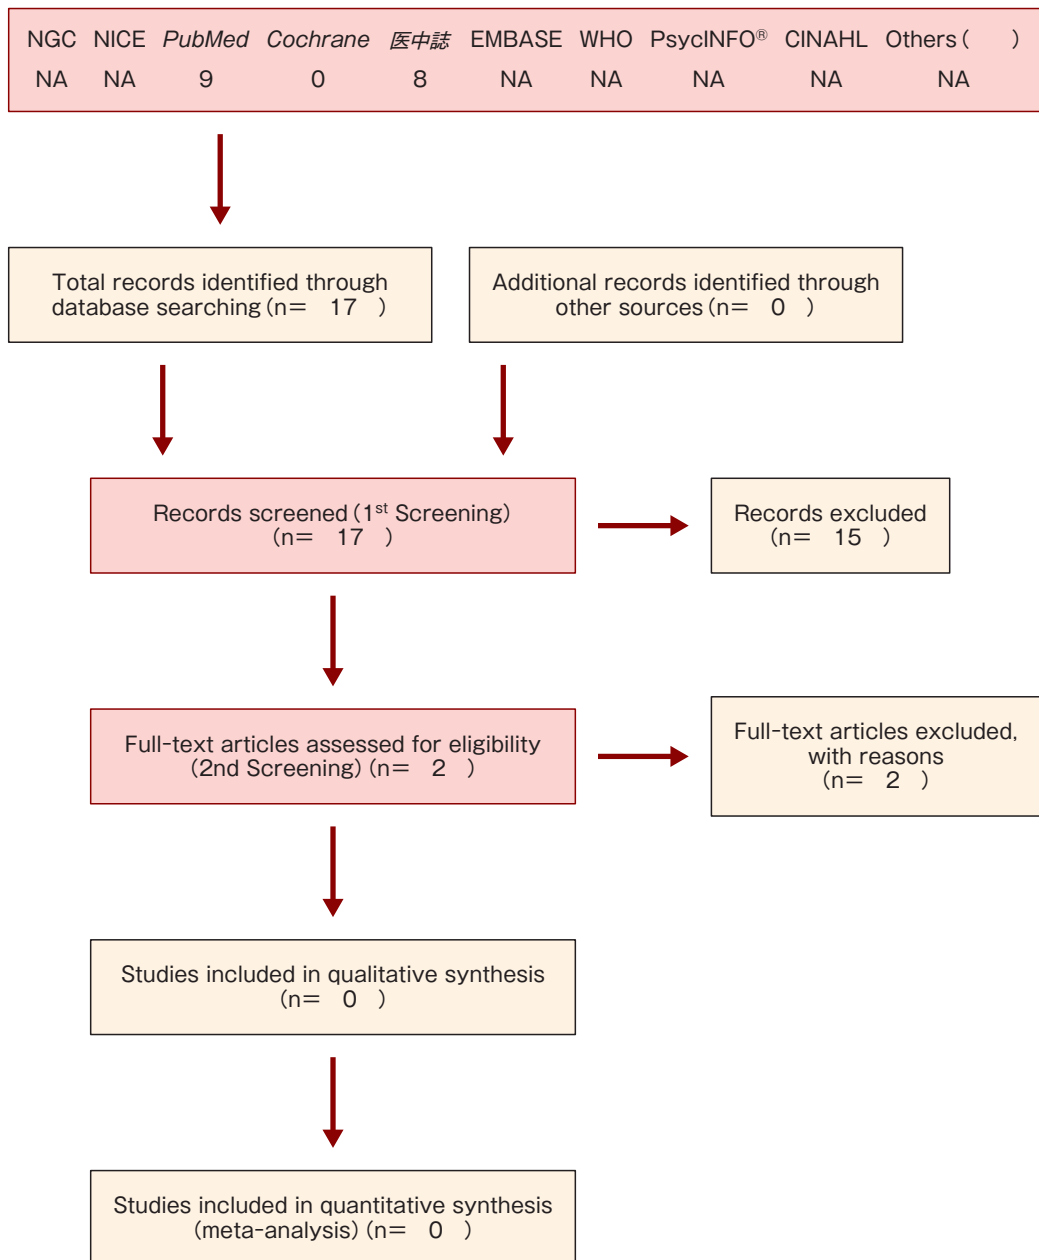 NGC NICE PubMed Cochrane 医中誌 EMBASE WHO PsycINFO® CINAHL Others ( )
NA NA 9 0 8 NA NA NA NA NA
Total records identified through
database searching (n= 17 )
Additional records identified through
other sources (n= 0 )
Records screened (1st Screening)
(n= 17 )
Records excluded
(n= 15 )
Full-text articles assessed for eligibility
(2nd Screening) (n= 2 )
Full-text articles excluded,
with reasons
(n= 2 )
Studies included in qualitative synthesis
(n= 0 )
Studies included in quantitative synthesis
(meta-analysis) (n= 0 )